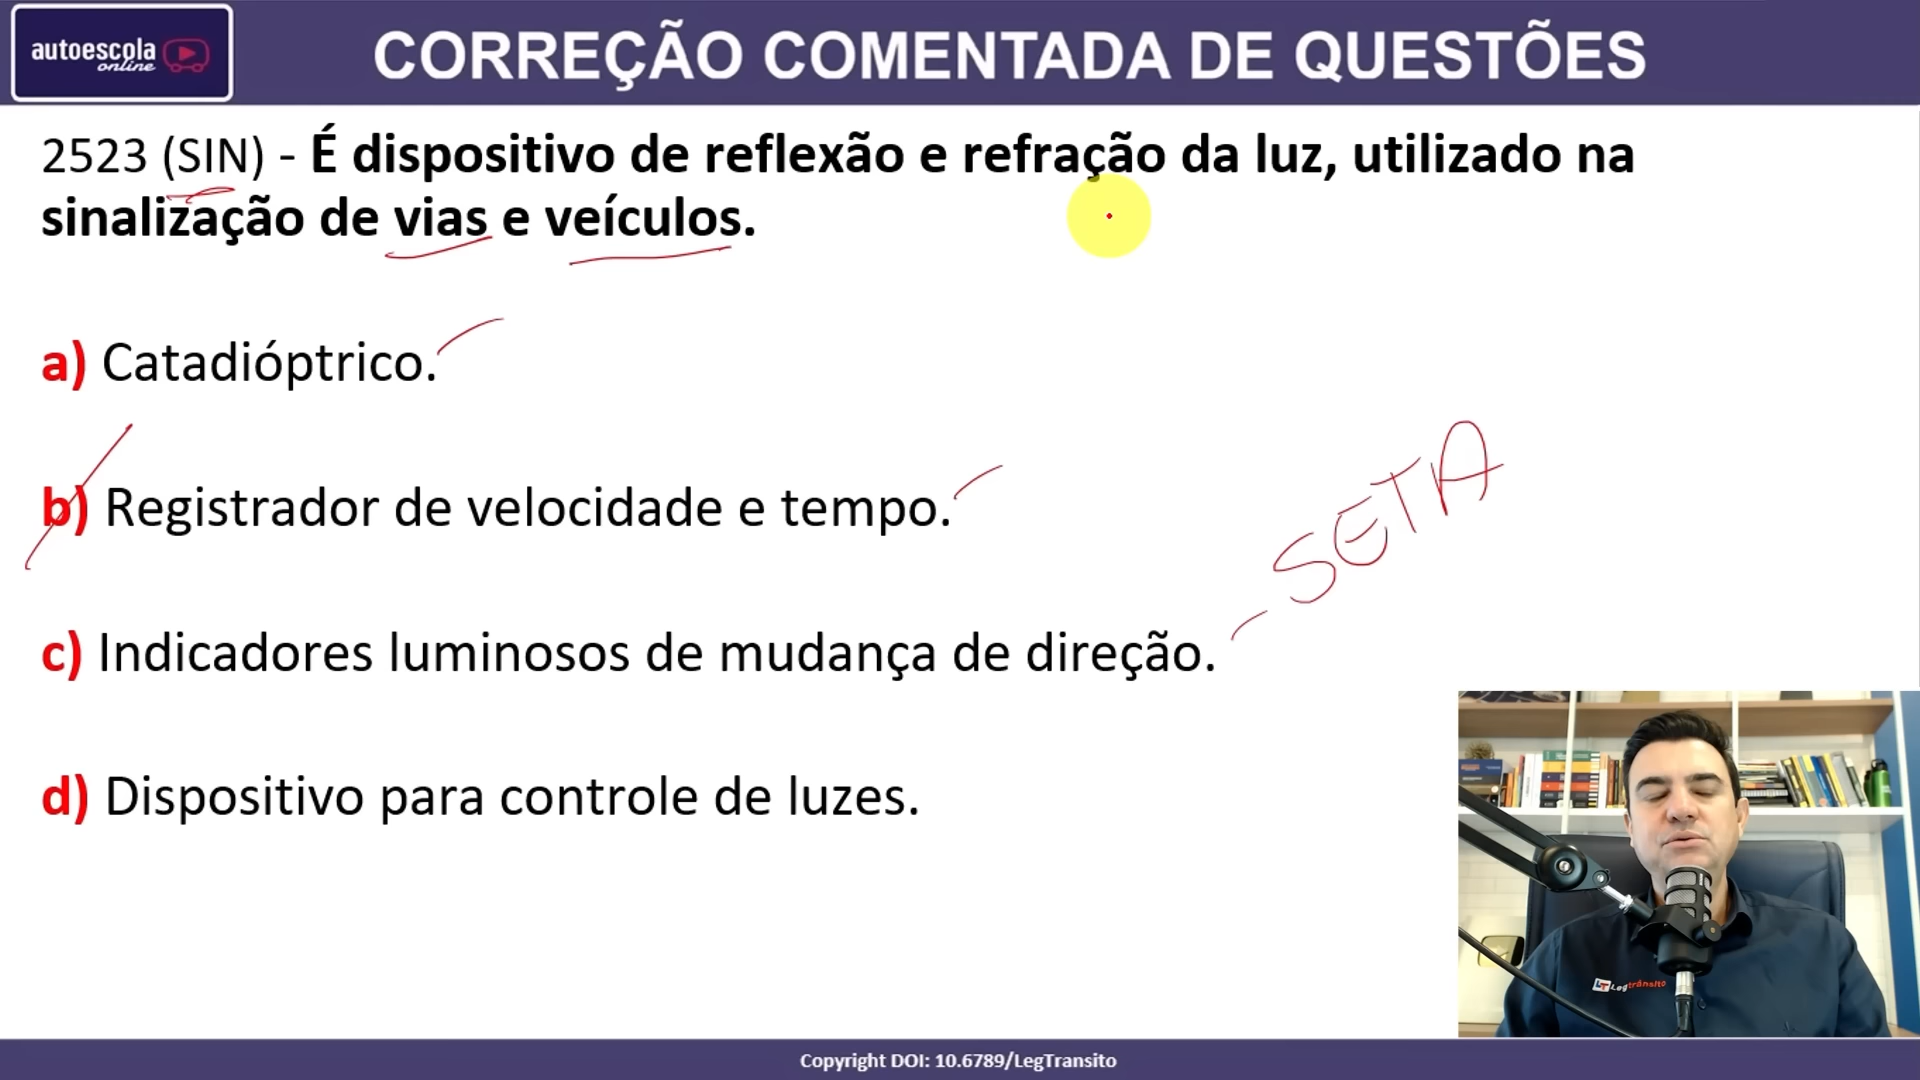 autoescola
online
CORREÇÃO COMENTADA DE QUESTÕES
2523 (SIN) - É dispositivo de reflexão e refração da luz, utilizado na
sinalização de vias e veículos.
a) Catadióptrico.
b) Registrador de velocidade e tempo.
SETA
c) Indicadores luminosos de mudança de direção.
d) Dispositivo para controle de luzes.
LT Legtrânsito
Copyright DOI: 10.6789/LegTransito